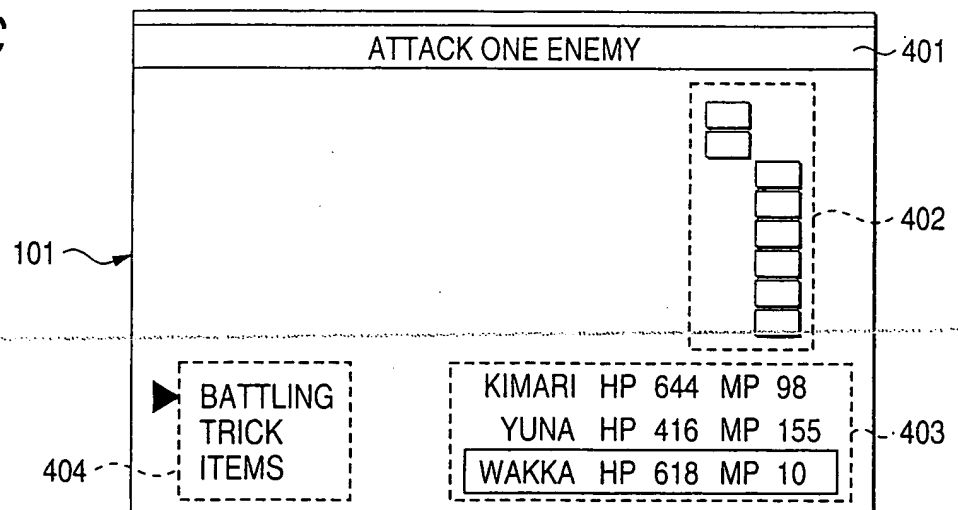 C
ATTACK ONE ENEMY
401
402
101
BATTLING
TRICK
ITEMS
404
KIMARI HP 644 MP 98
YUNA HP 416 MP 155
WAKKA HP 618 MP 10
403